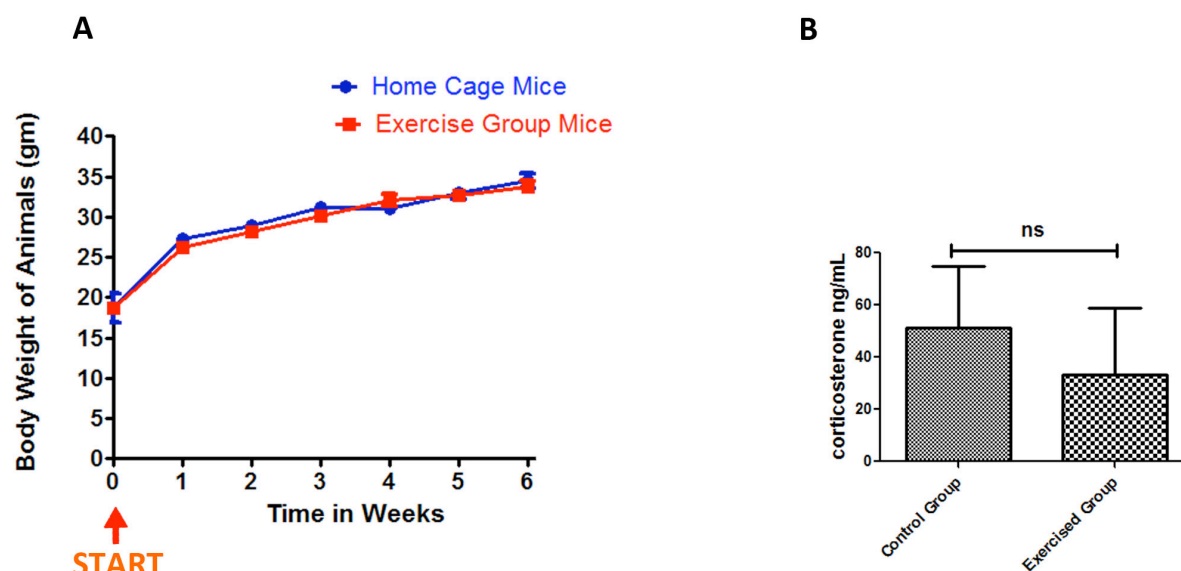 A
B
Home Cage Mice
Exercise Group Mice
Body Weight of Animals (gm)
40
35
30
25
20
15
10
5
0
0 1 2 3 4 5 6
Time in Weeks
START
ns
corticosterone ng/mL
80
60
40
20
0
Control Group
Exercised Group